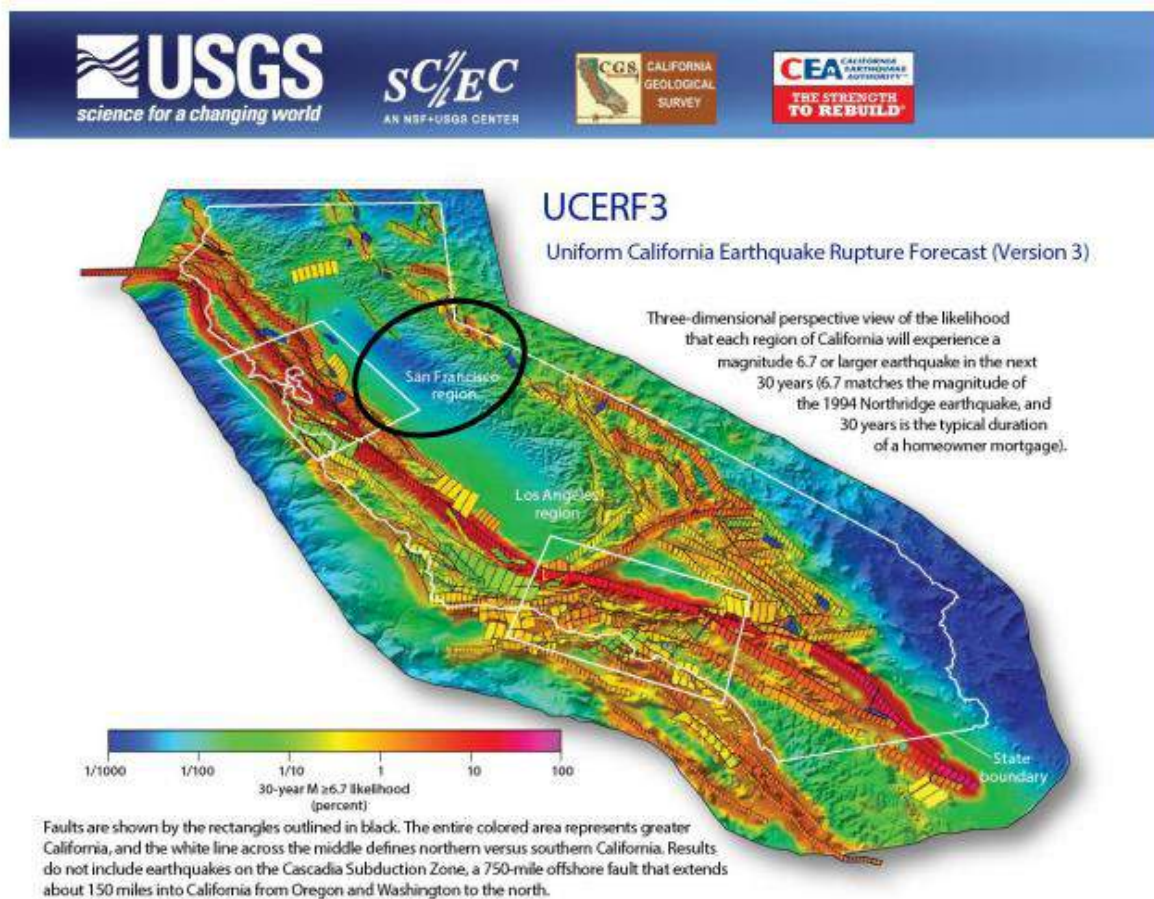 USGS
science for a changing world
SC/EC
AN NSF+USGS CENTER
C G S
CALIFORNIA
GEOLOGICAL
SURVEY
CEA CALIFORNIA
EARTHQUAKE
AUTHORITY™
THE STRENGTH
TO REBUILD®
UCERF3
Uniform California Earthquake Rupture Forecast (Version 3)
Three-dimensional perspective view of the likelihood
that each region of California will experience a
magnitude 6.7 or larger earthquake in the next
30 years (6.7 matches the magnitude of
the 1994 Northridge earthquake, and
30 years is the typical duration
of a homeowner mortgage).
San Francisco
region
Los Angeles
region
State
boundary
1/1000 1/100 1/10 1 10 100
30-year M ≥6.7 likelihood
(percent)
Faults are shown by the rectangles outlined in black. The entire colored area represents greater
California, and the white line across the middle defines northern versus southern California. Results
do not include earthquakes on the Cascadia Subduction Zone, a 750-mile offshore fault that extends
about 150 miles into California from Oregon and Washington to the north.